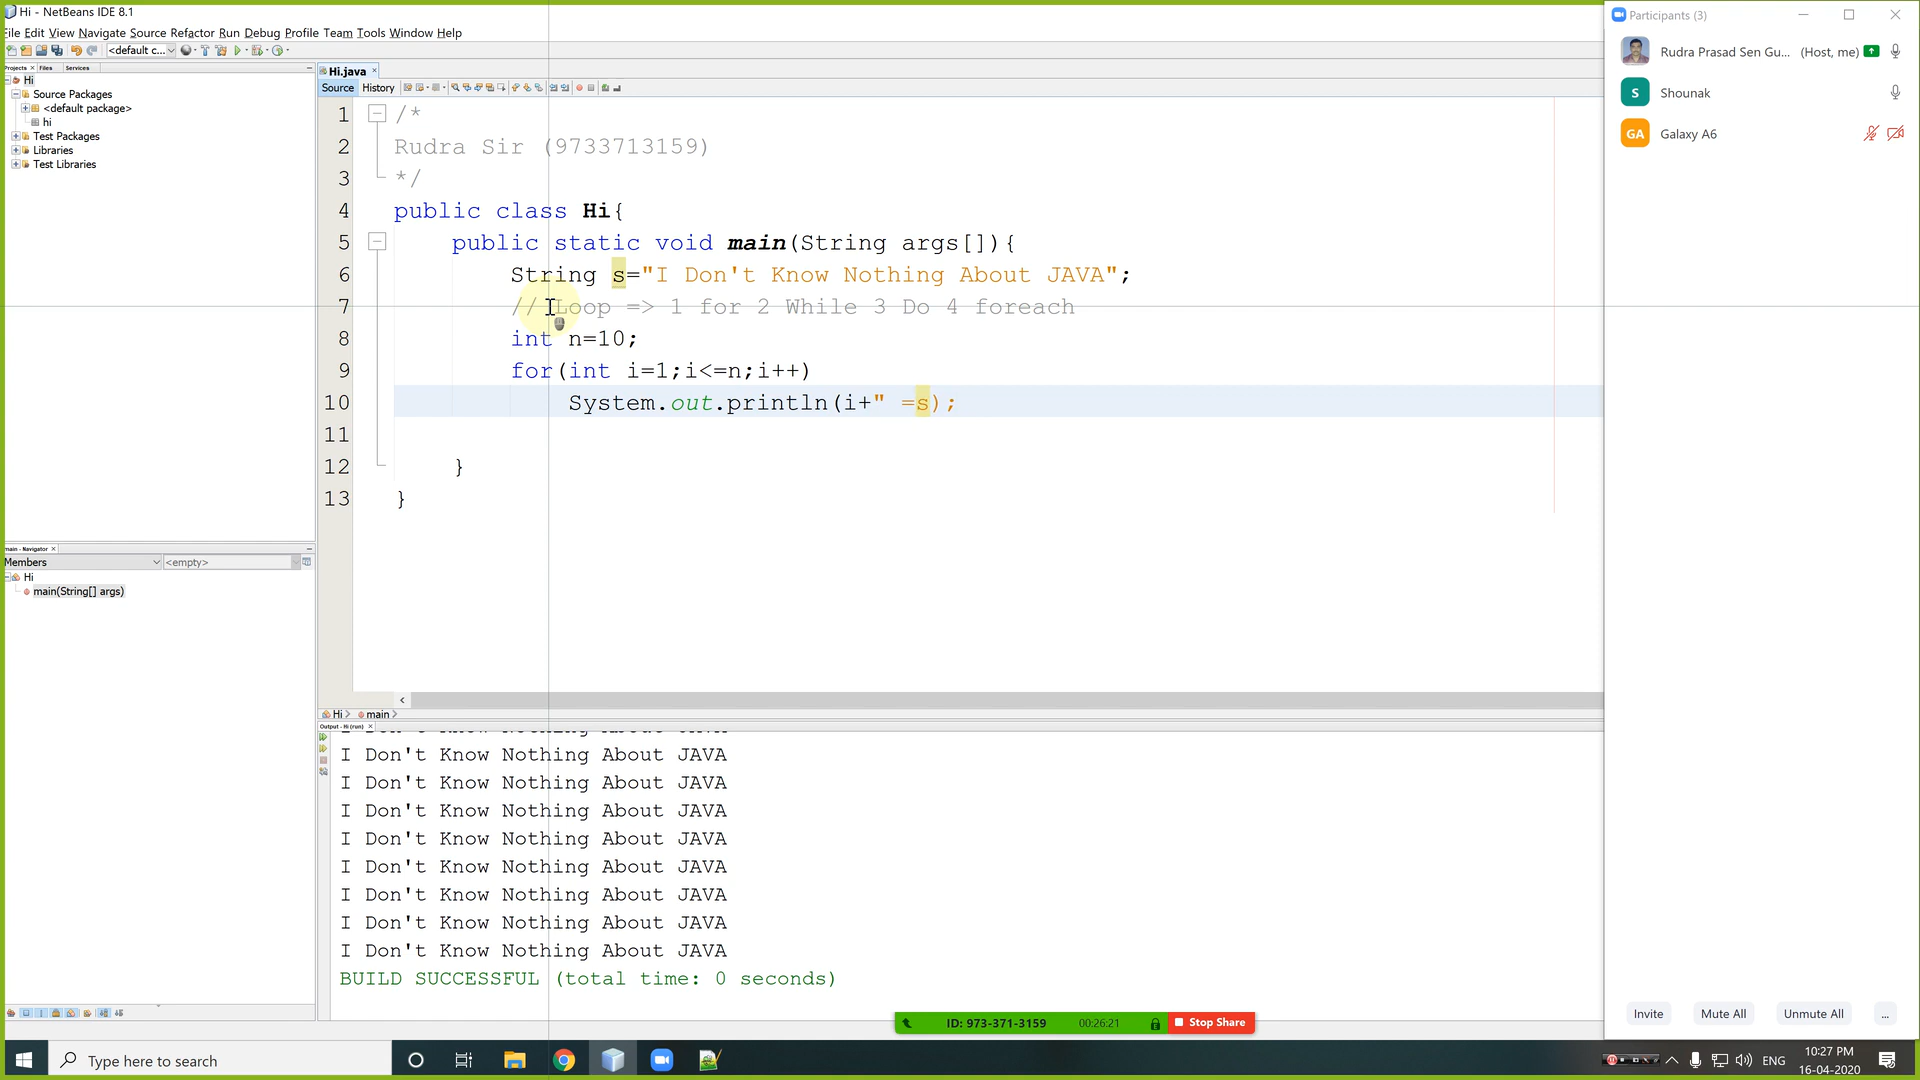 Hi - NetBeans IDE 8.1
File Edit View Navigate Source Refactor Run Debug Profile Team Tools Window Help
<default c...
Projects Files Services
Hi
Source Packages
<default package>
hi
Test Packages
Libraries
Test Libraries
Hi.java
Source History
1 /*
2 Rudra Sir (9733713159)
3 */
4 public class Hi{
5 public static void main(String args[]){
6 String s="I Don't Know Nothing About JAVA";
7 // Loop => 1 for 2 While 3 Do 4 foreach
8 int n=10;
9 for(int i=1;i<=n;i++)
10 System.out.println(i+" =s);
11
12 }
13 }
main - Navigator
Members
<empty>
Hi
main(String[] args)
Hi main
Output - Hi (run)
I Don't Know Nothing About JAVA
I Don't Know Nothing About JAVA
I Don't Know Nothing About JAVA
I Don't Know Nothing About JAVA
I Don't Know Nothing About JAVA
I Don't Know Nothing About JAVA
I Don't Know Nothing About JAVA
I Don't Know Nothing About JAVA
I Don't Know Nothing About JAVA
BUILD SUCCESSFUL (total time: 0 seconds)
Participants (3)
Rudra Prasad Sen Gu... (Host, me)
S Shounak
GA Galaxy A6
Invite Mute All Unmute All ...
ID: 973-371-3159 00:26:21 Stop Share
Type here to search
ENG
10:27 PM
16-04-2020